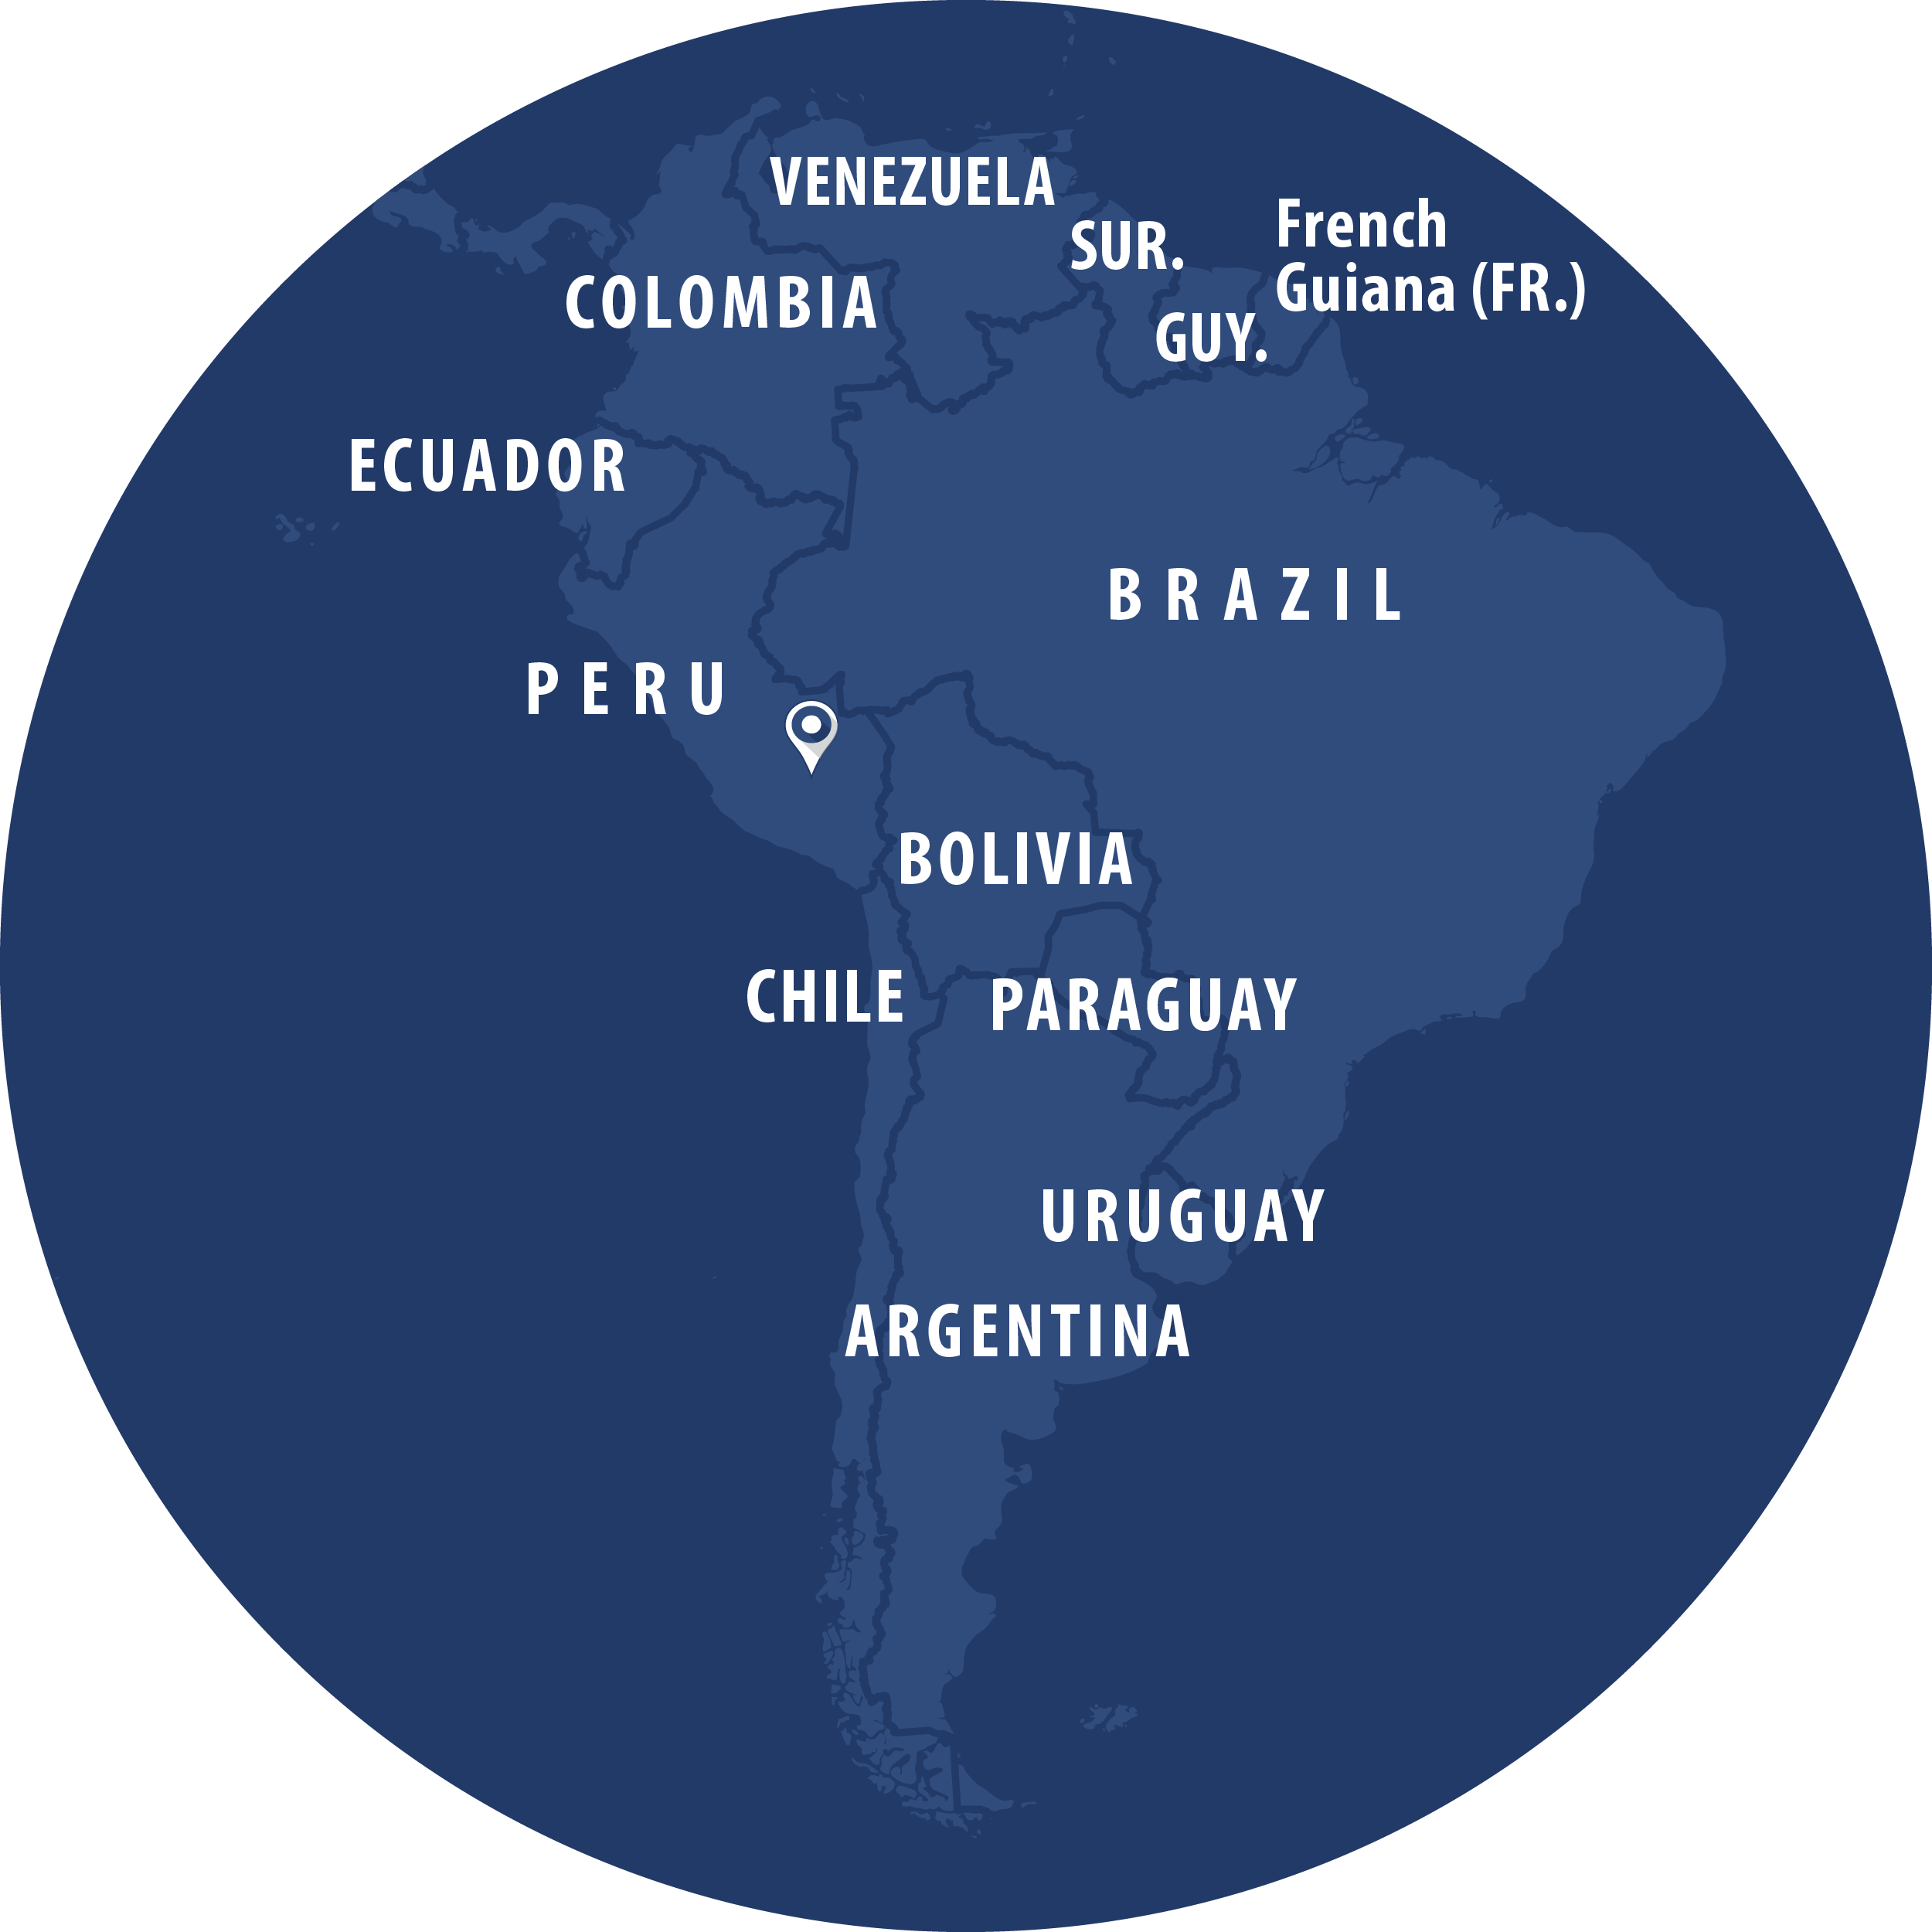 VENEZUELA
SUR.
French
Guiana (FR.)
COLOMBIA
GUY.
ECUADOR
BRAZIL
PERU
BOLIVIA
CHILE
PARAGUAY
URUGUAY
ARGENTINA